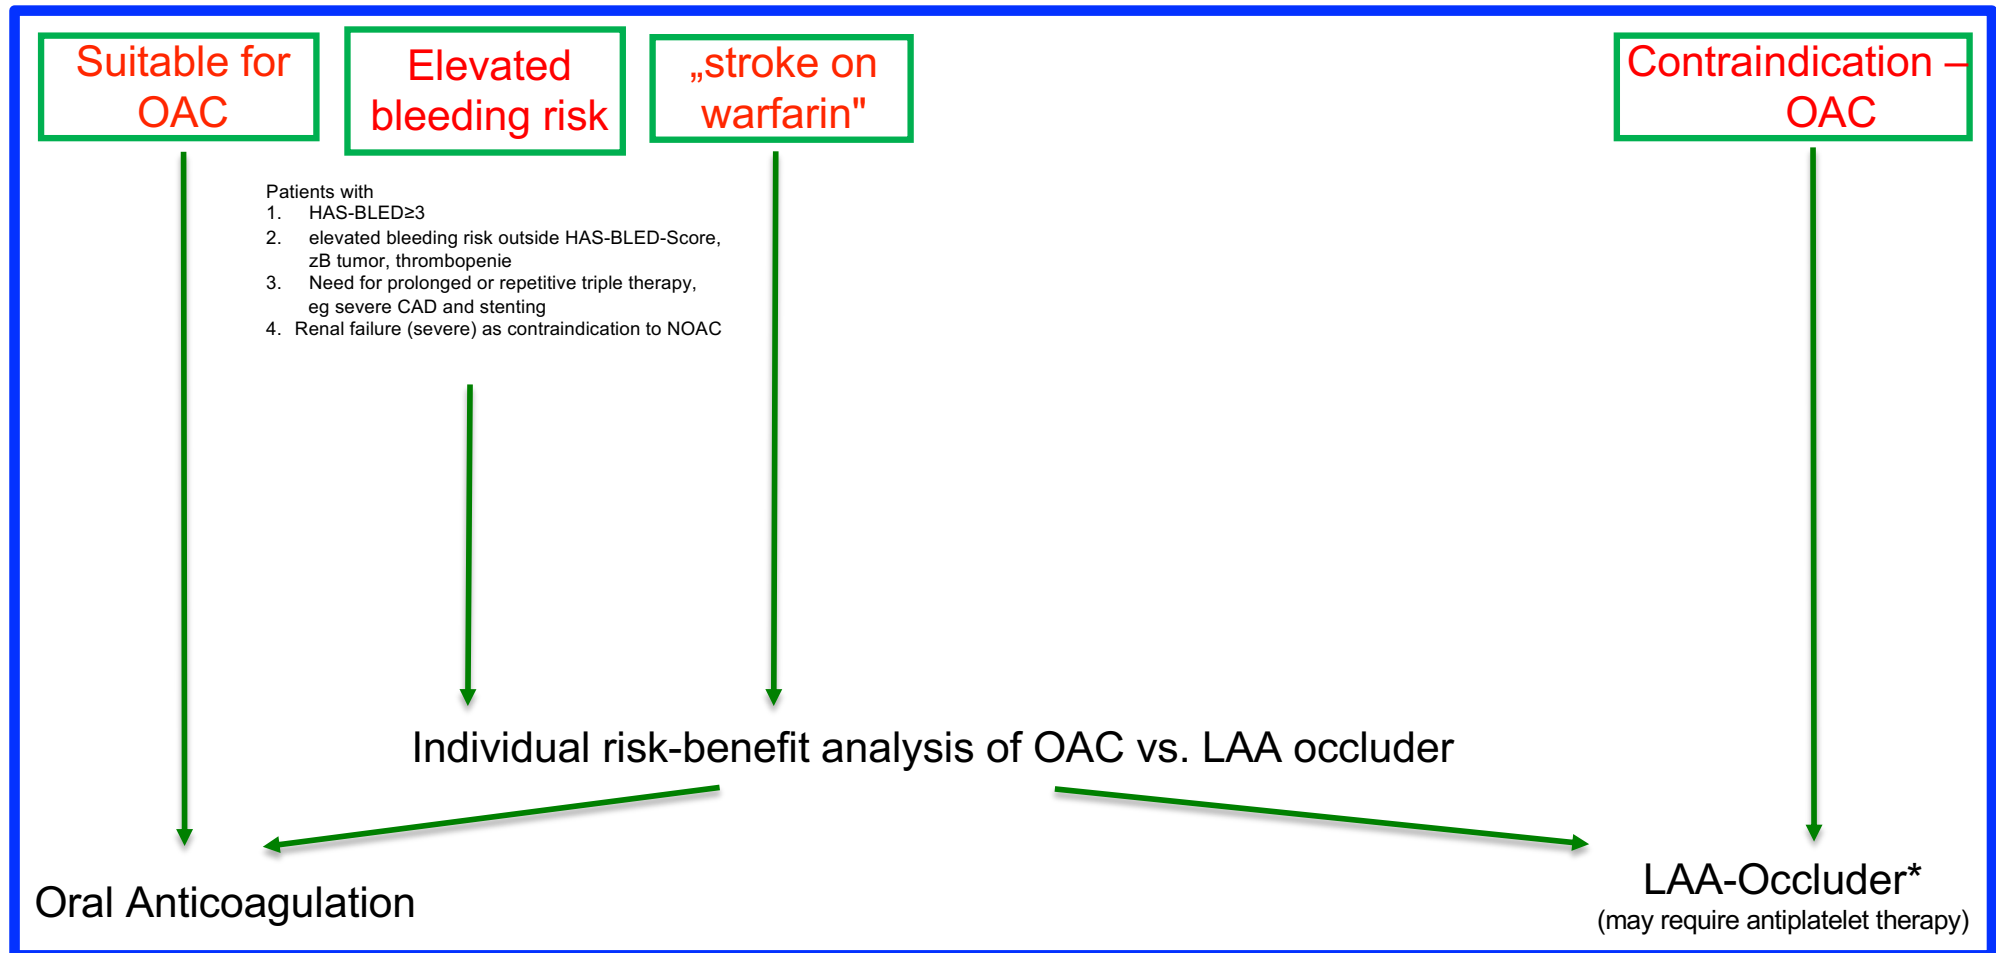 Suitable for
OAC
Elevated
bleeding risk
„stroke on
warfarin"
Contraindication –
OAC
Patients with
1. HAS-BLED≥3
2. elevated bleeding risk outside HAS-BLED-Score,
zB tumor, thrombopenie
3. Need for prolonged or repetitive triple therapy,
eg severe CAD and stenting
4. Renal failure (severe) as contraindication to NOAC
Individual risk-benefit analysis of OAC vs. LAA occluder
Oral Anticoagulation
LAA-Occluder*
(may require antiplatelet therapy)